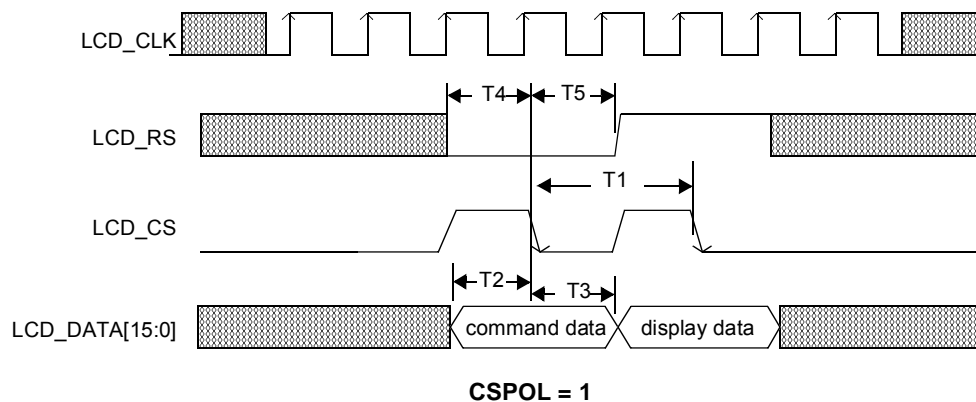 LCD_CLK
T4 T5
LCD_RS
T1
LCD_CS
T2 T3
LCD_DATA[15:0] command data display data
CSPOL = 1